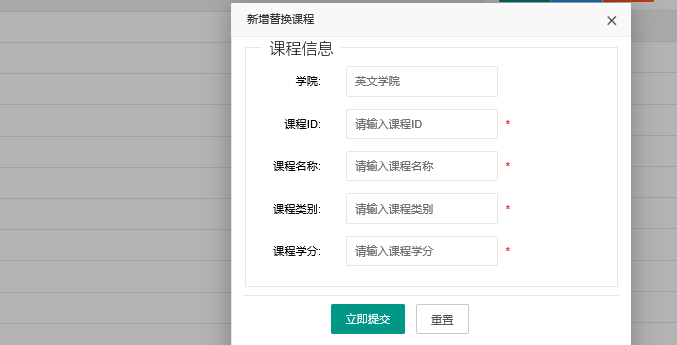 新增替换课程
课程信息
学院: 英文学院
课程ID: 请输入课程ID *
课程名称: 请输入课程名称 *
课程类别: 请输入课程类别 *
课程学分: 请输入课程学分 *
立即提交 重置